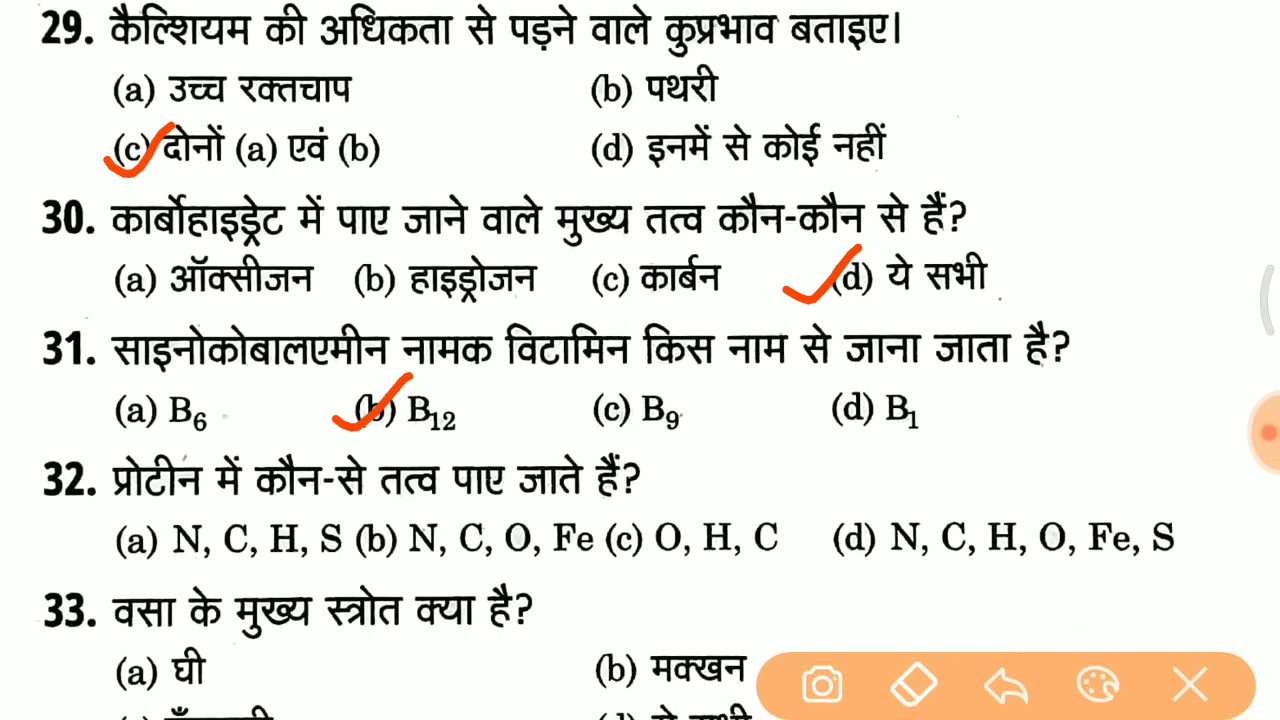 29. कैल्शियम की अधिकता से पड़ने वाले कुप्रभाव बताइए।
(a) उच्च रक्तचाप (b) पथरी
(c) दोनों (a) एवं (b) (d) इनमें से कोई नहीं
30. कार्बोहाइड्रेट में पाए जाने वाले मुख्य तत्व कौन-कौन से हैं?
(a) ऑक्सीजन (b) हाइड्रोजन (c) कार्बन (d) ये सभी
31. साइनोकोबालएमीन नामक विटामिन किस नाम से जाना जाता है?
(a) B₆ (b) B₁₂ (c) B₉ (d) B₁
32. प्रोटीन में कौन-से तत्व पाए जाते हैं?
(a) N, C, H, S (b) N, C, O, Fe (c) O, H, C (d) N, C, H, O, Fe, S
33. वसा के मुख्य स्त्रोत क्या है?
(a) घी (b) मक्खन